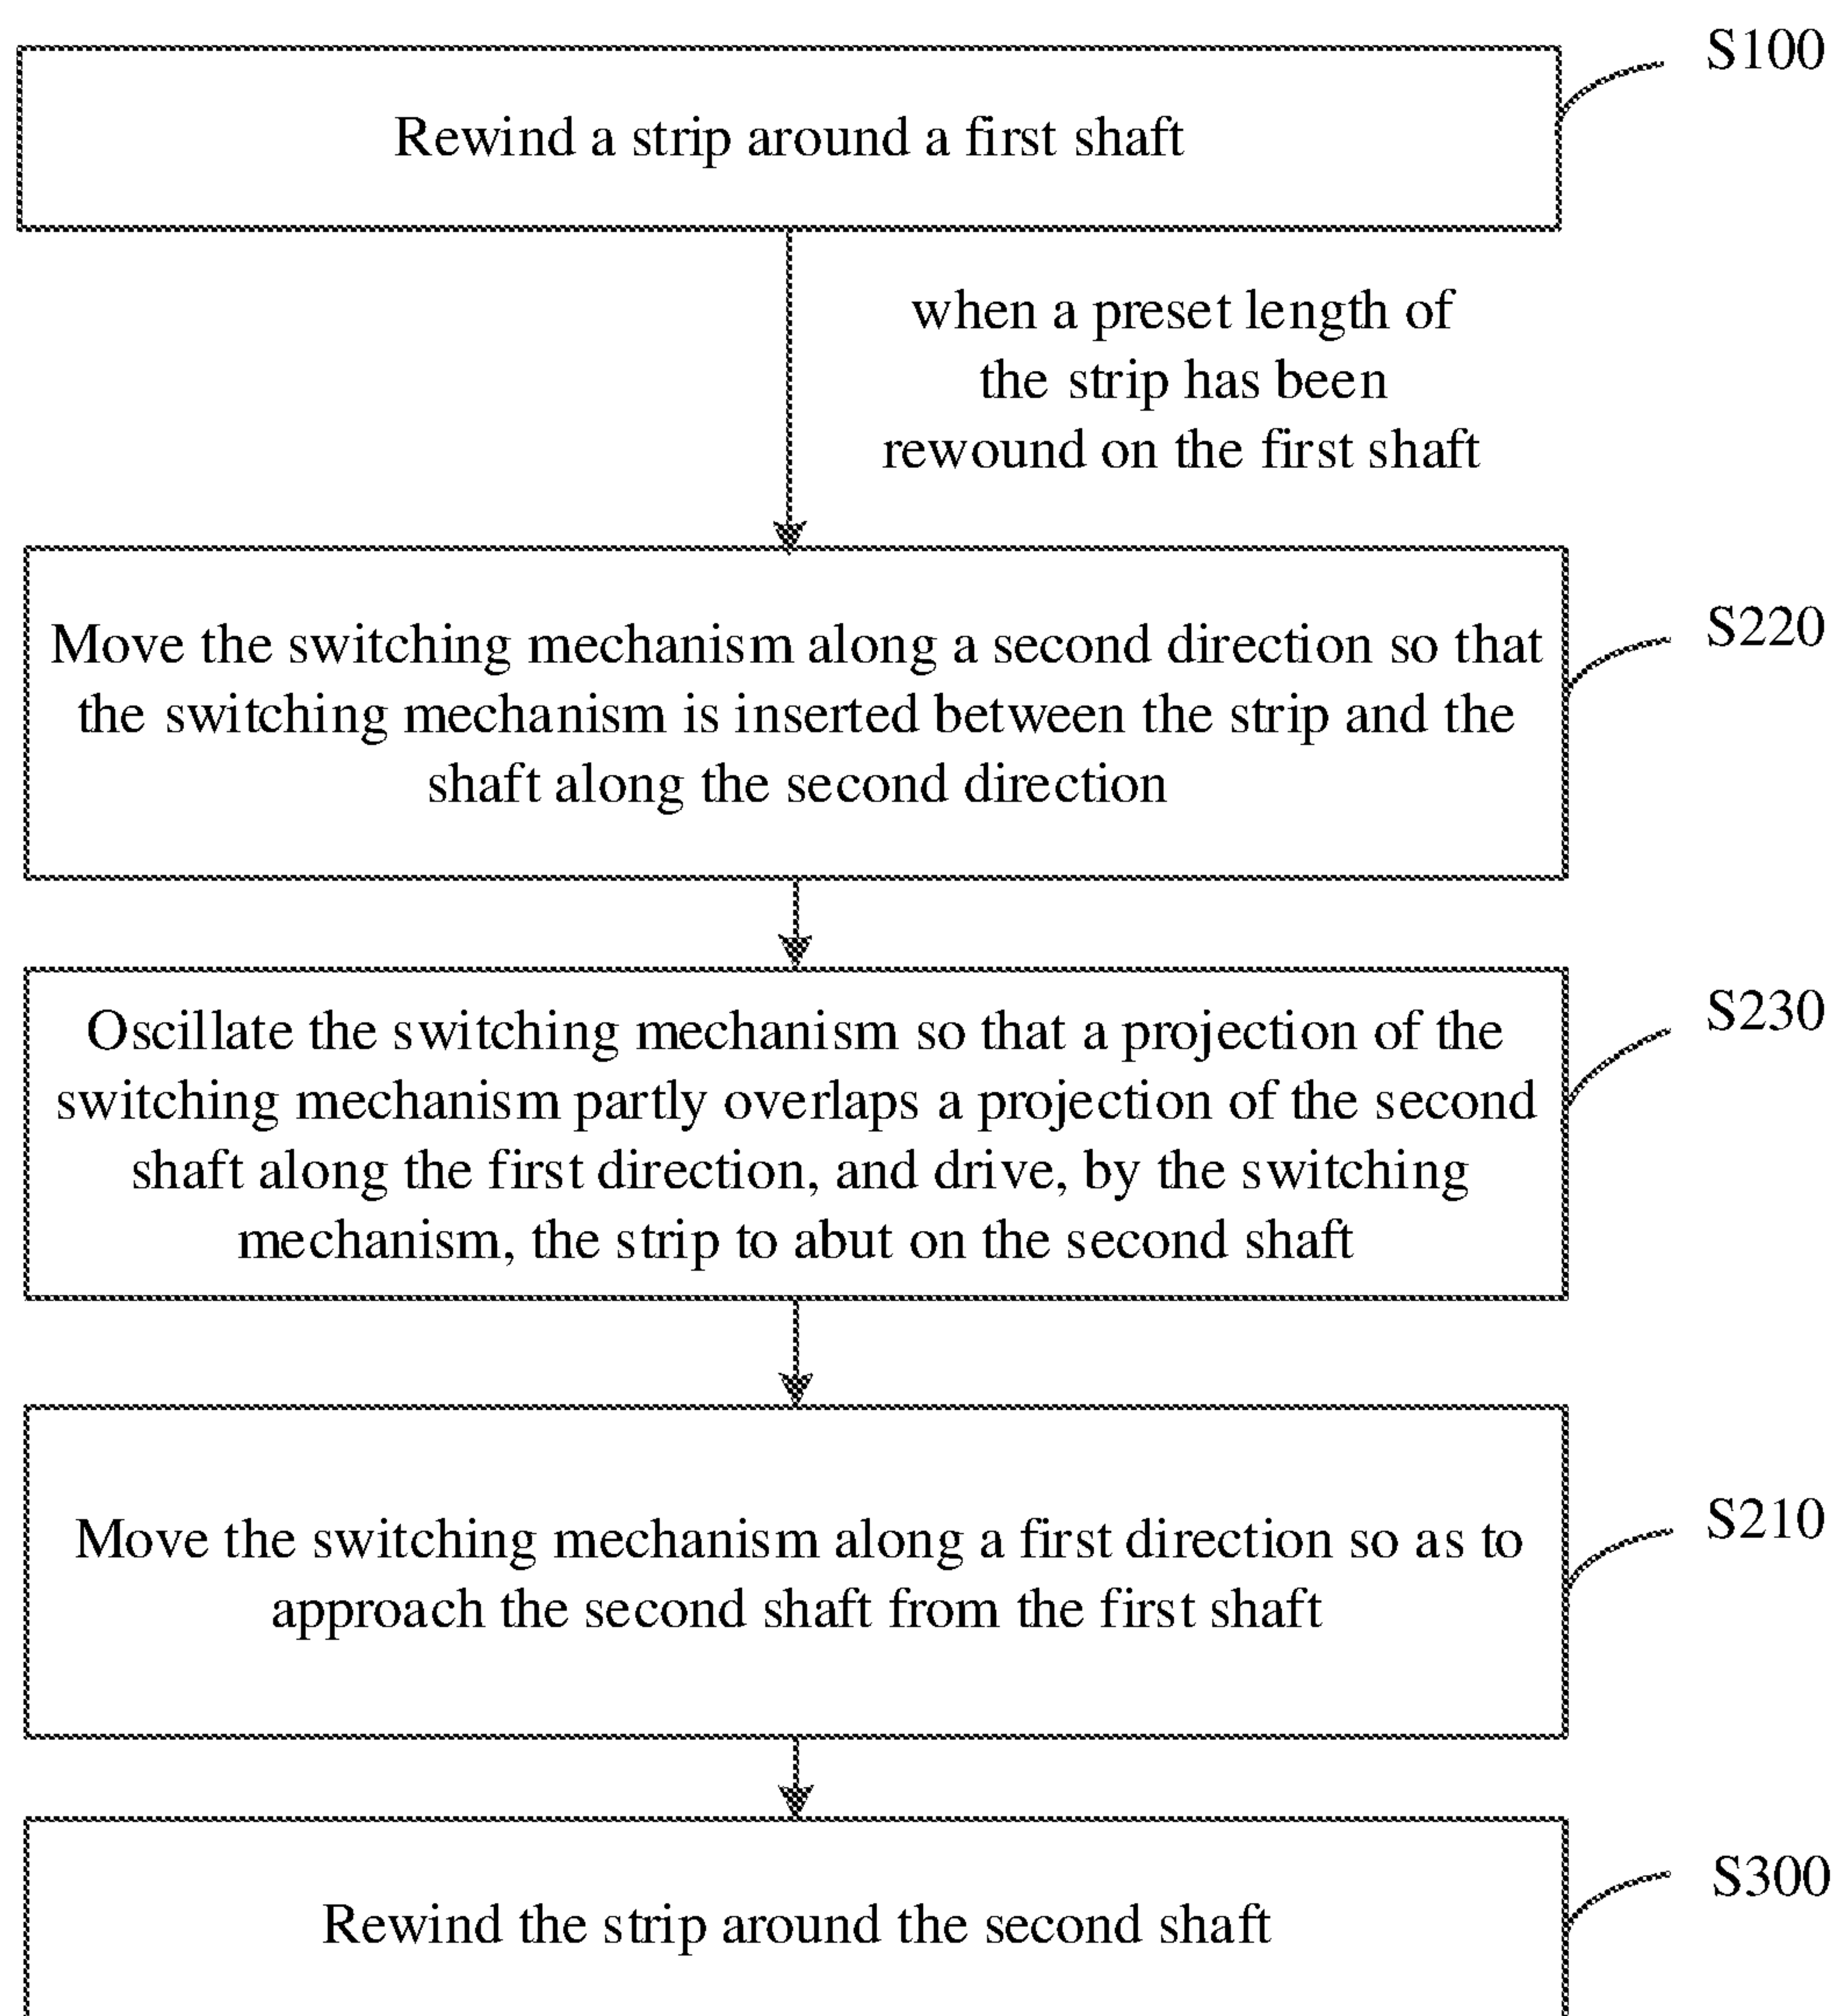 S100
Rewind a strip around a first shaft
when a preset length of
the strip has been
rewound on the first shaft
S220
Move the switching mechanism along a second direction so that
the switching mechanism is inserted between the strip and the
shaft along the second direction
S230
Oscillate the switching mechanism so that a projection of the
switching mechanism partly overlaps a projection of the second
shaft along the first direction, and drive, by the switching
mechanism, the strip to abut on the second shaft
S210
Move the switching mechanism along a first direction so as to
approach the second shaft from the first shaft
S300
Rewind the strip around the second shaft